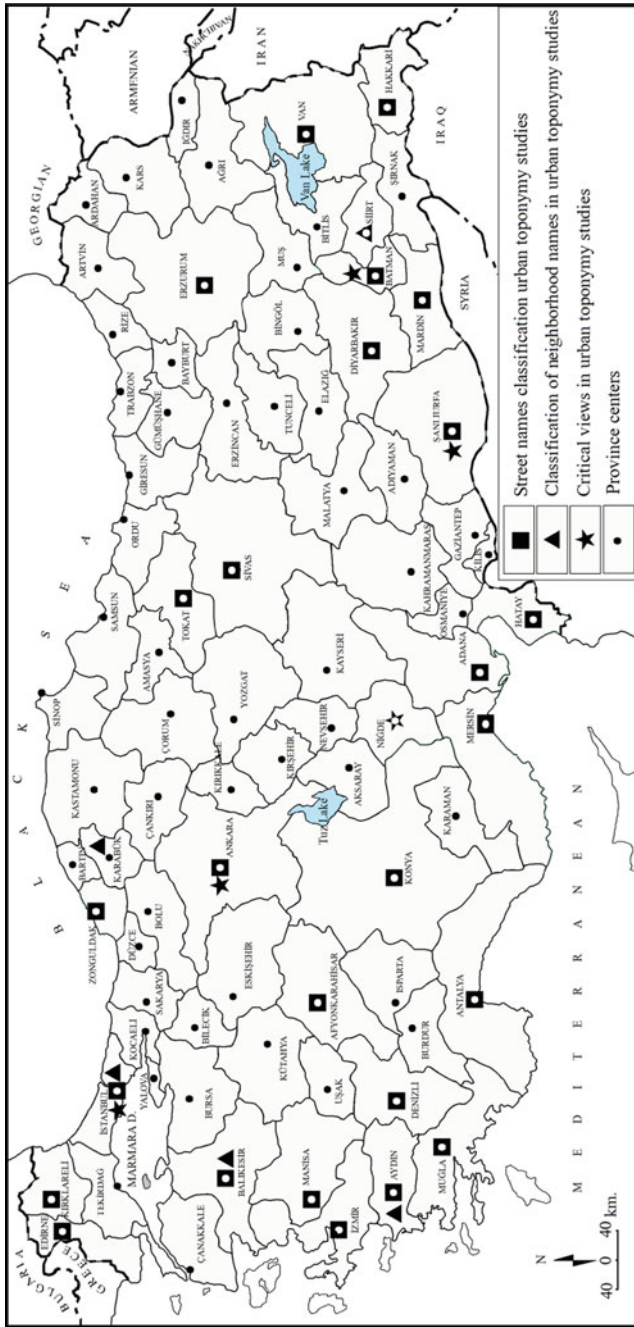 BULGARIA
GREECE
EDİRNE
KIRKLARELİ
TEKİRDAG
İSTANBUL
MARMARA D.
ÇANAKKALE
BALIKESİR
BURSA
YALOVA
KOCAELİ
SAKARYA
DÜZCE
BİLECİK
BOLU
ZONGULDAK
BARTIN
KARABÜK
KASTAMONU
ÇANKIRI
SİNOP
ÇORUM
SAMSUN
AMASYA
TOKAT
ORDU
GİRESUN
GÜMÜŞHANE
TRABZON
BAYBURT
RİZE
ARTVİN
ARDAHAN
KARS
IĞDIR
AĞRI
ERZURUM
ERZİNCAN
SİVAS
YOZGAT
KIRIKKALE
ANKARA
ESKİŞEHİR
KÜTAHYA
MANİSA
İZMİR
UŞAK
AFYONKARAHİSAR
AYDIN
DENİZLİ
MUĞLA
BURDUR
ISPARTA
ANTALYA
KONYA
KARAMAN
AKSARAY
Tuz Lake
KIRŞEHİR
NEVŞEHİR
NİĞDE
KAYSERİ
MERSİN
ADANA
HATAY
OSMANİYE
KAHRAMANMARAŞ
GAZİANTEP
KİLİS
ADIYAMAN
MALATYA
ELAZIĞ
TUNCELİ
BİNGÖL
MUŞ
BİTLİS
Van Lake
VAN
HAKKARİ
ŞIRNAK
SİİRT
BATMAN
DİYARBAKIR
MARDİN
ŞANLIURFA
BLACK SEA
GEORGIAN
ARMENIAN
NAKHCHIVAN
IRAN
IRAQ
SYRIA
MEDITERRANEAN
N
40 0 40 km.
Street names classification urban toponymy studies
Classification of neighborhood names in urban toponymy studies
Critical views in urban toponymy studies
Province centers